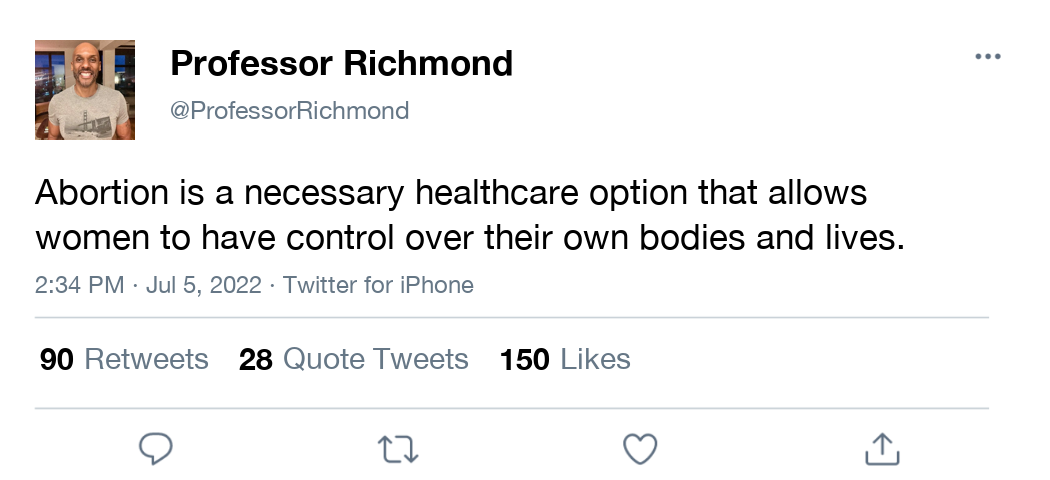 Professor Richmond
@ProfessorRichmond
Abortion is a necessary healthcare option that allows
women to have control over their own bodies and lives.
2:34 PM · Jul 5, 2022 · Twitter for iPhone
90 Retweets 28 Quote Tweets 150 Likes